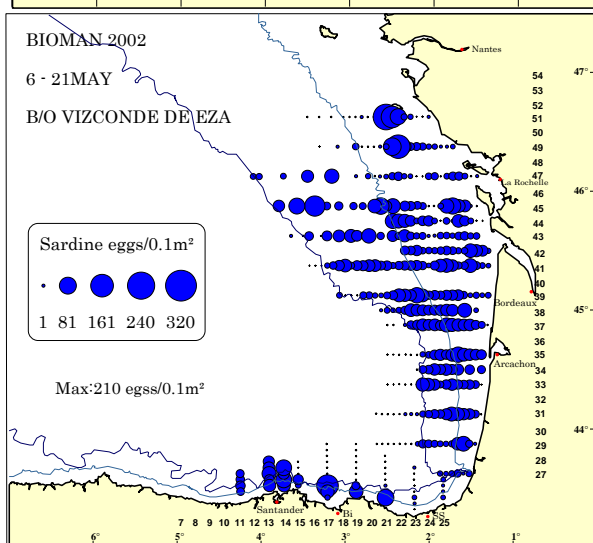 BIOMAN 2002
6 - 21MAY
B/O VIZCONDE DE EZA
Nantes
47°
54
53
52
51
50
49
48
47
La Rochelle
46
46°
45
44
43
42
41
40
39
Bordeaux
45°
38
37
36
35
Arcachon
34
33
32
31
44°
30
29
28
27
Sardine eggs/0.1m²
1 81 161 240 320
Max:210 egss/0.1m²
Santander
Bi
SS
7 8 9 10 11 12 13 14 15 16 17 18 19 20 21 22 23 24 25
6° 5° 4° 3° 2° 1°